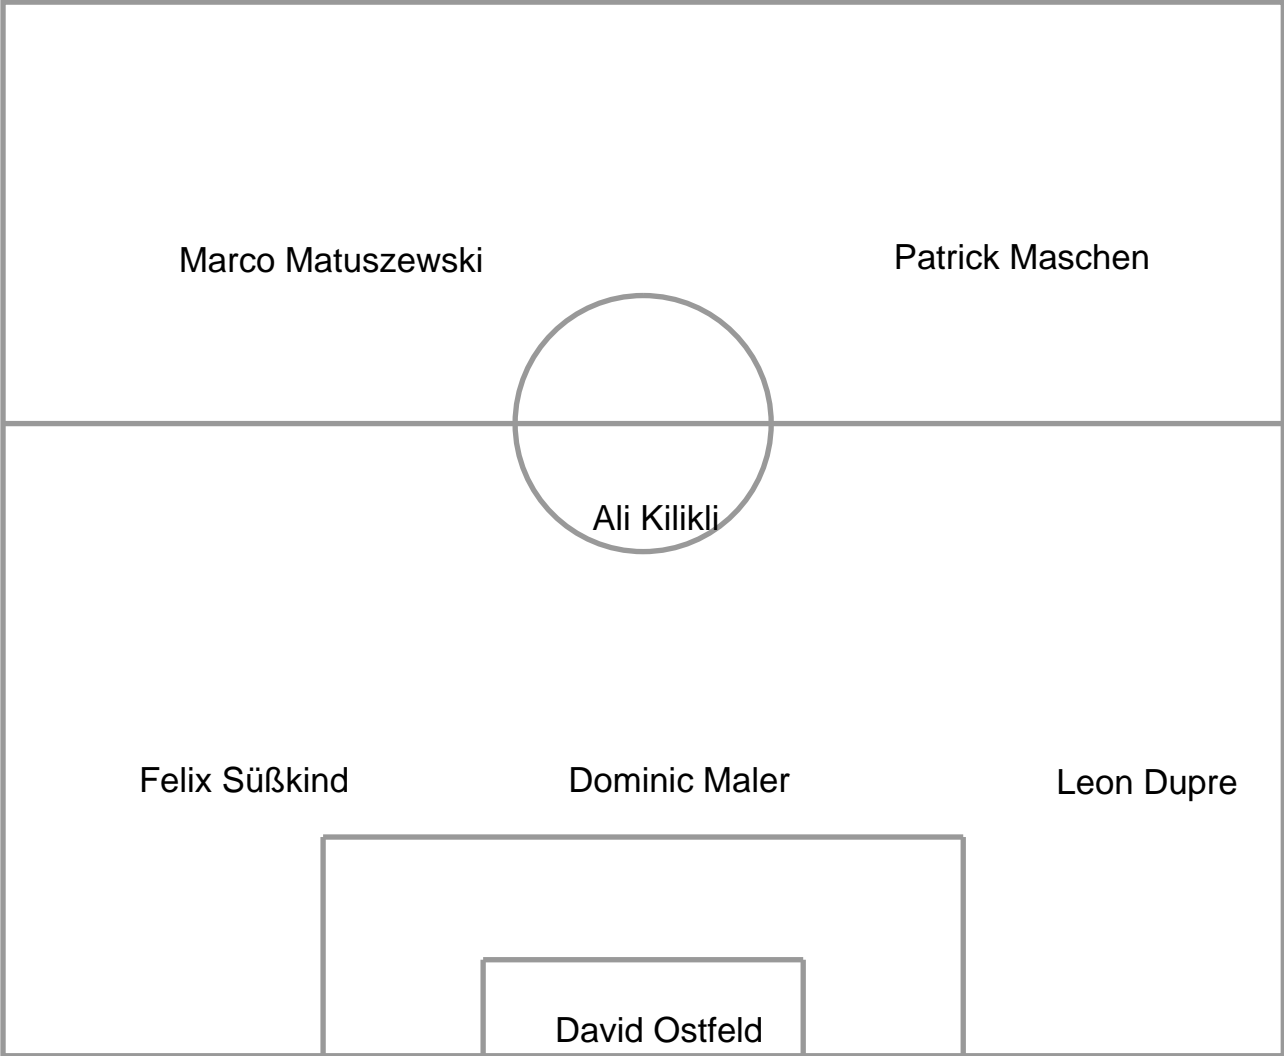 Marco Matuszewski
Patrick Maschen
Ali Kilikli
Felix Süßkind
Dominic Maler
Leon Dupre
David Ostfeld